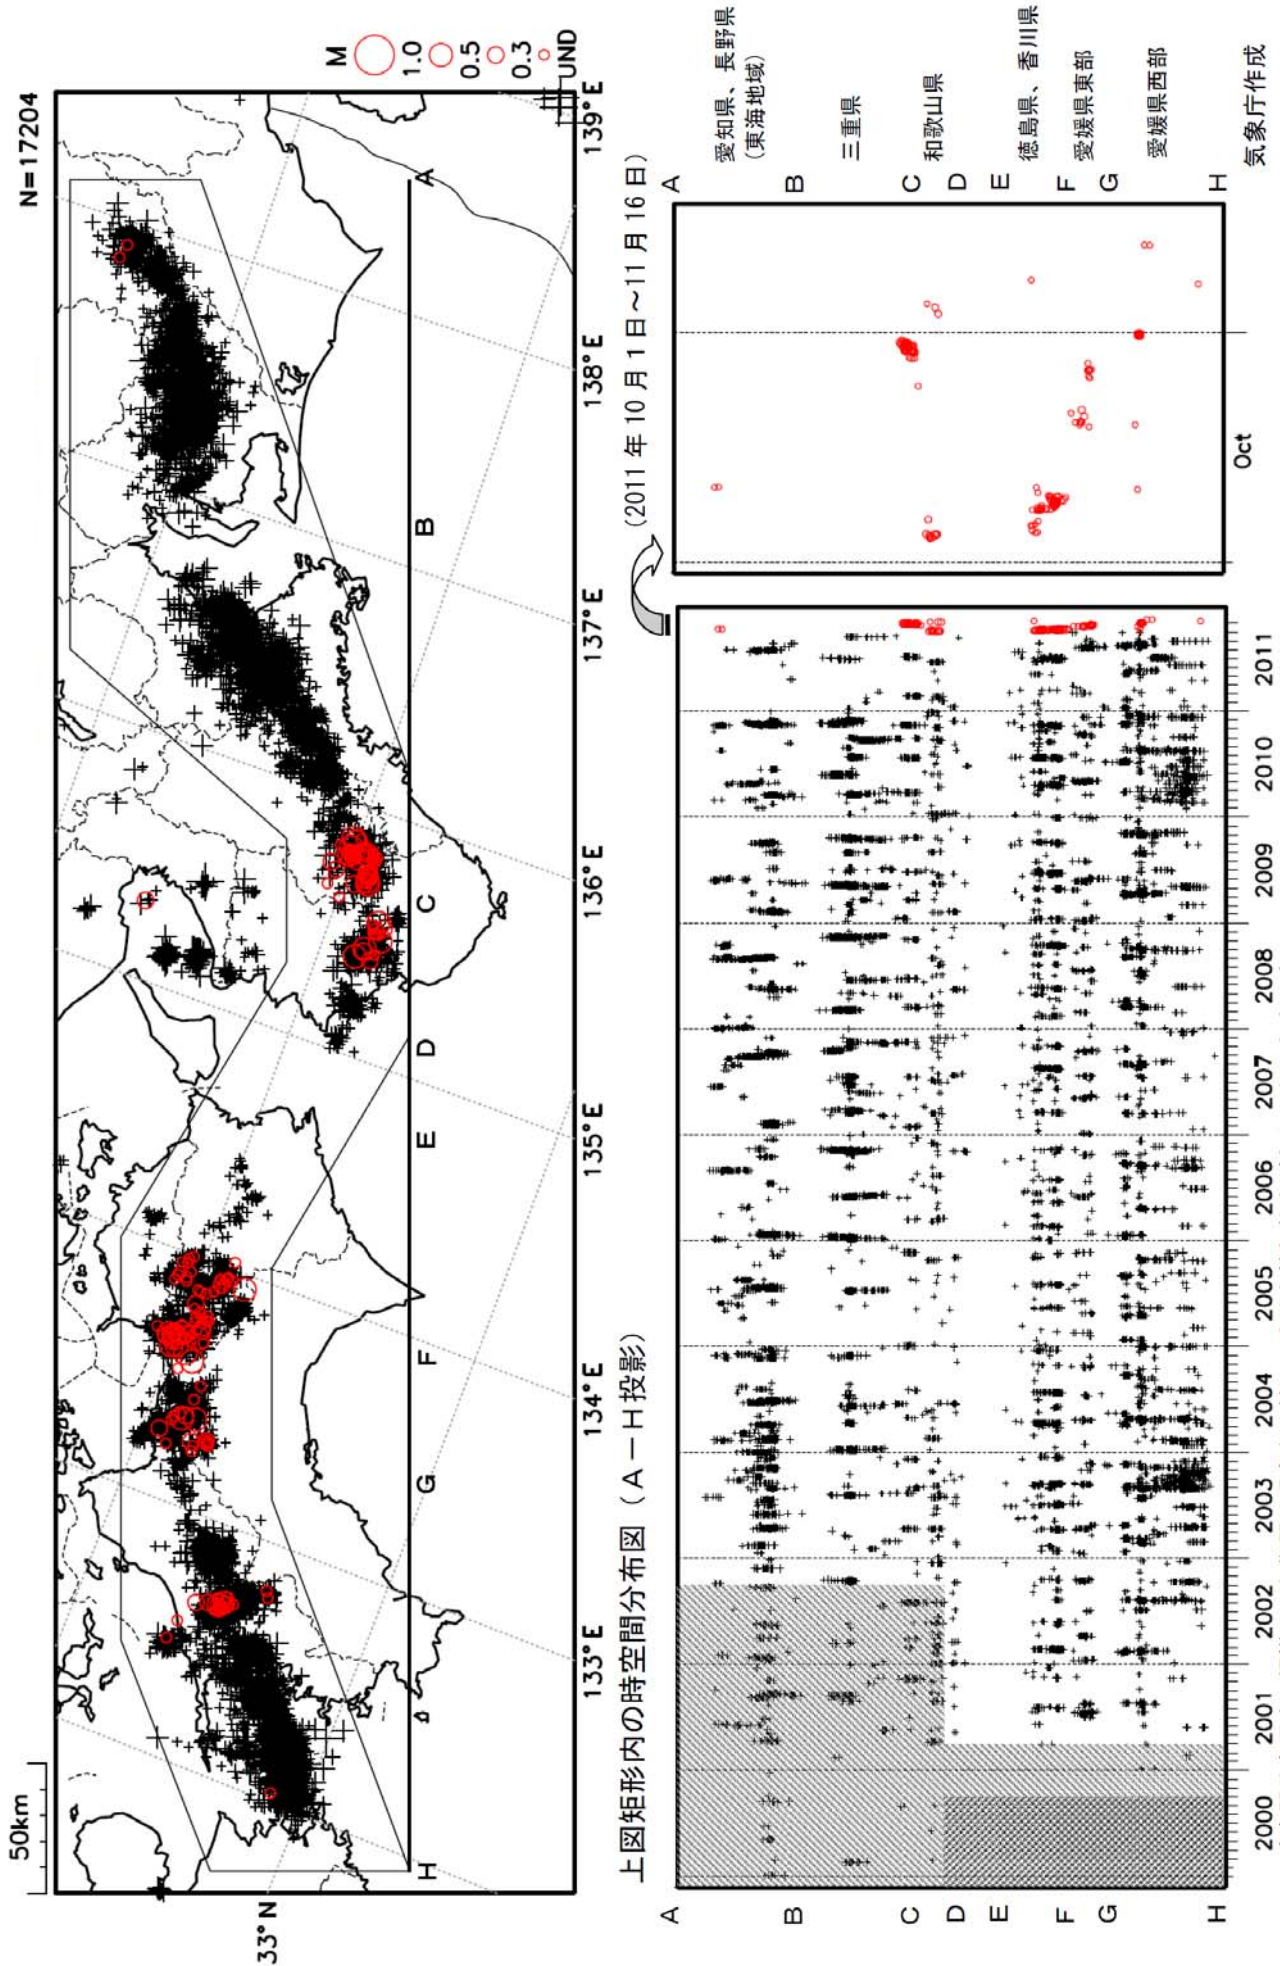 N=17204
50km
33°N
M
1.0
0.5
0.3
UND
H
G
F
E
D
C
B
A
133°E
134°E
135°E
136°E
137°E
138°E
139°E
上図矩形内の時空間分布図（A－H投影）
(2011年10月1日～11月16日)
A
B
C
D
E
F
G
H
2000
2001
2002
2003
2004
2005
2006
2007
2008
2009
2010
2011
Oct
A
B
C
D
E
F
G
H
愛知県、長野県
（東海地域）
三重県
和歌山県
徳島県、香川県
愛媛県東部
愛媛県西部
気象庁作成